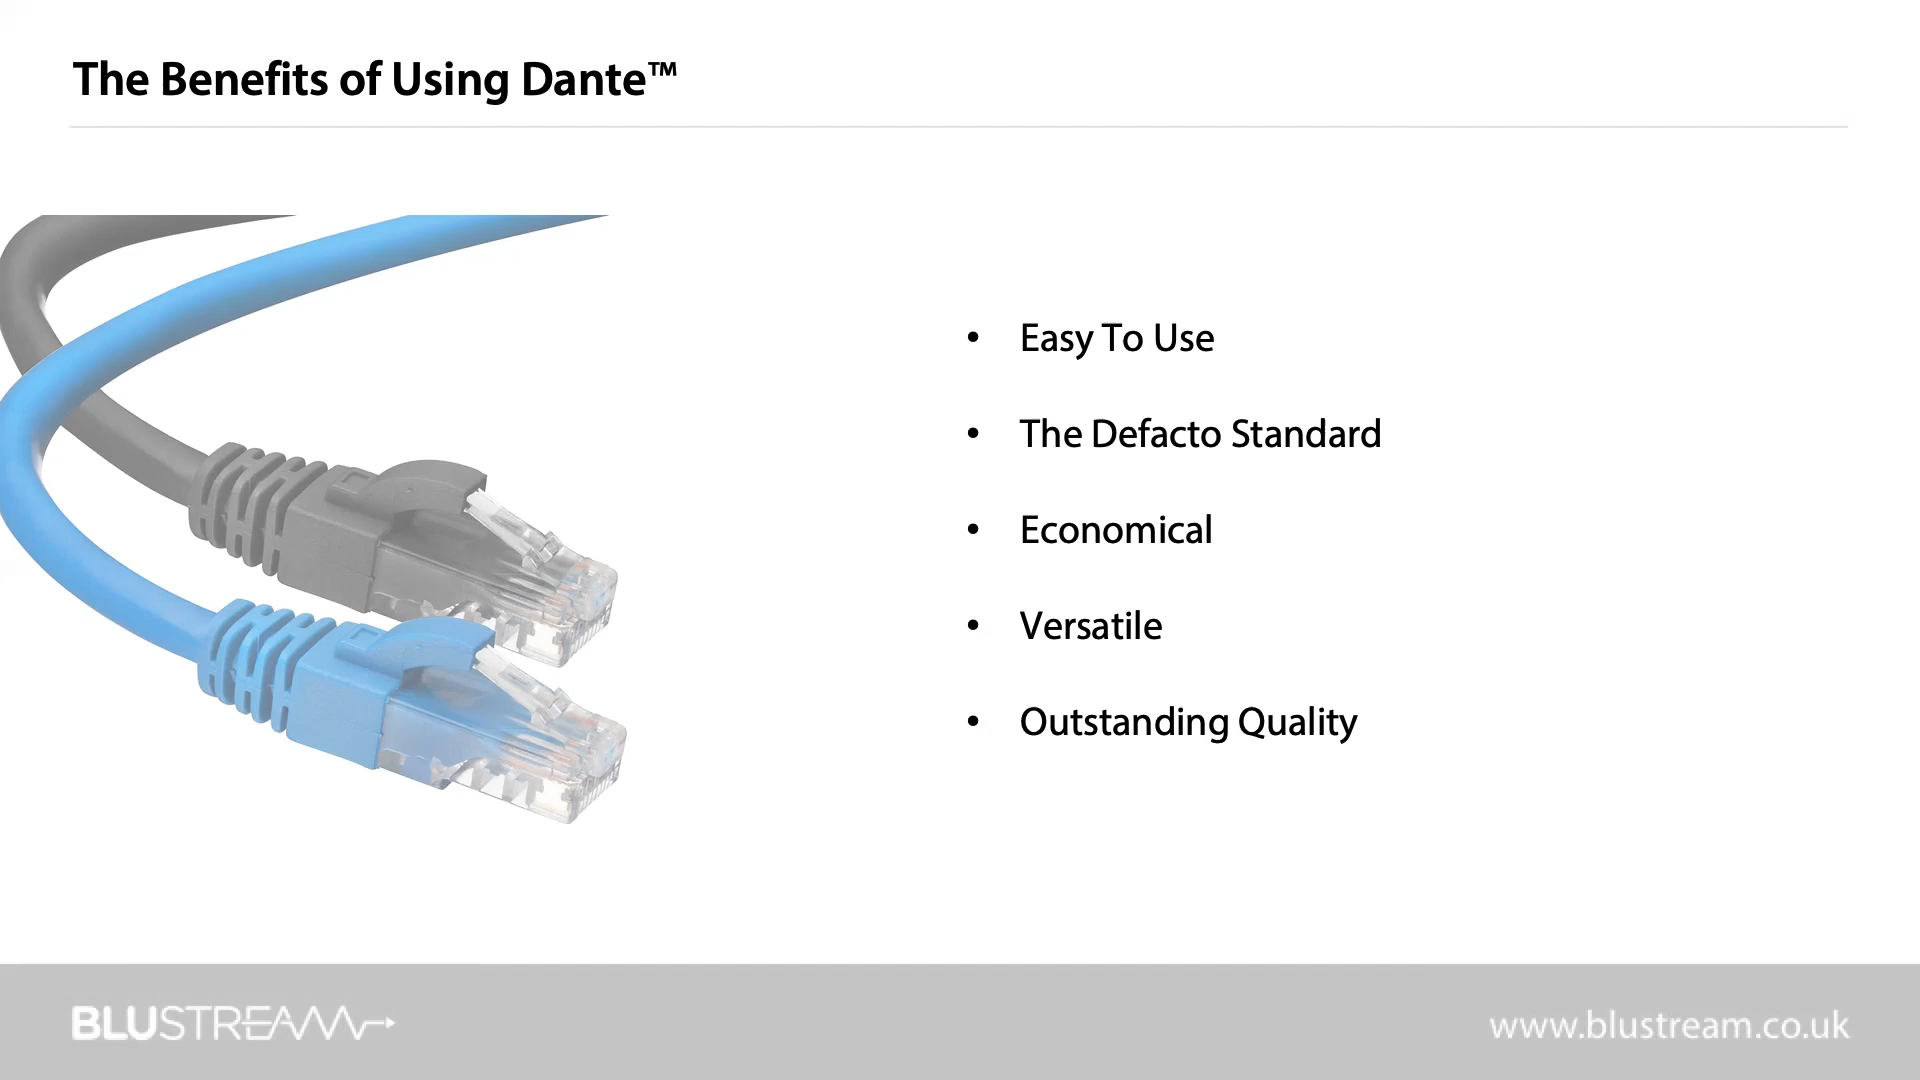 The Benefits of Using Dante™
• Easy To Use
• The Defacto Standard
• Economical
• Versatile
• Outstanding Quality
BLUSTREAM
www.blustream.co.uk